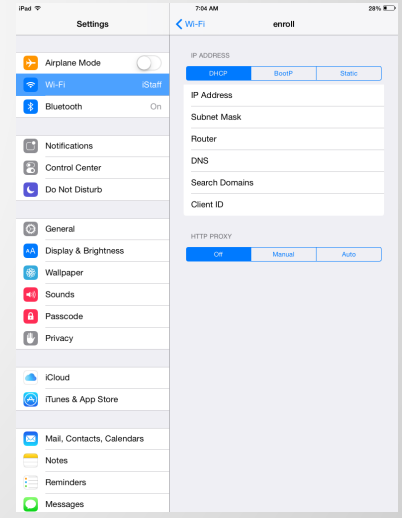 iPad 7:04 AM 28%
Settings
Airplane Mode
Wi-Fi iStaff
Bluetooth On
Notifications
Control Center
Do Not Disturb
General
AA Display & Brightness
Wallpaper
Sounds
Passcode
Privacy
iCloud
iTunes & App Store
Mail, Contacts, Calendars
Notes
Reminders
Messages
Wi-Fi enroll
IP ADDRESS
DHCP BootP Static
IP Address
Subnet Mask
Router
DNS
Search Domains
Client ID
HTTP PROXY
Off Manual Auto